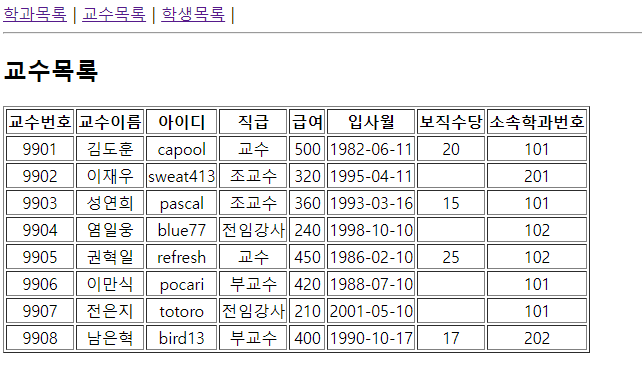 학과목록 | 교수목록 | 학생목록 |
교수목록
교수번호 교수이름 아이디 직급 급여 입사월 보직수당 소속학과번호
9901 김도훈 capool 교수 500 1982-06-11 20 101
9902 이재우 sweat413 조교수 320 1995-04-11 201
9903 성연희 pascal 조교수 360 1993-03-16 15 101
9904 염일웅 blue77 전임강사 240 1998-10-10 102
9905 권혁일 refresh 교수 450 1986-02-10 25 102
9906 이만식 pocari 부교수 420 1988-07-10 101
9907 전은지 totoro 전임강사 210 2001-05-10 101
9908 남은혁 bird13 부교수 400 1990-10-17 17 202